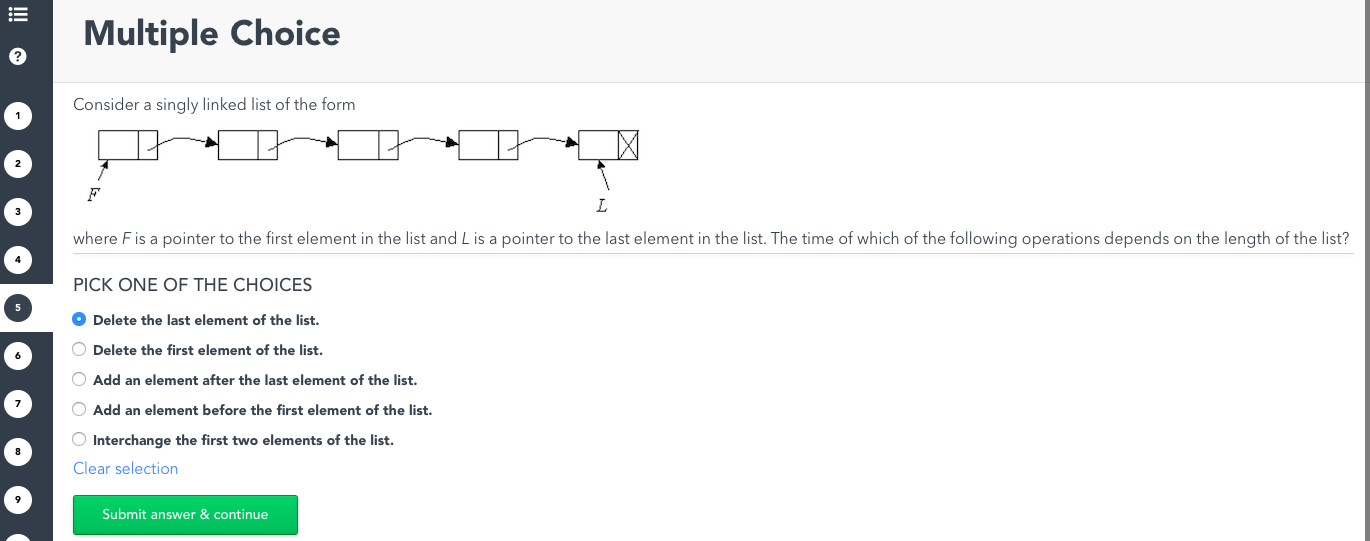 Multiple Choice
?
1
2
3
4
5
6
7
8
9
Consider a singly linked list of the form
F
L
where F is a pointer to the first element in the list and L is a pointer to the last element in the list. The time of which of the following operations depends on the length of the list?
PICK ONE OF THE CHOICES
Delete the last element of the list.
Delete the first element of the list.
Add an element after the last element of the list.
Add an element before the first element of the list.
Interchange the first two elements of the list.
Clear selection
Submit answer & continue